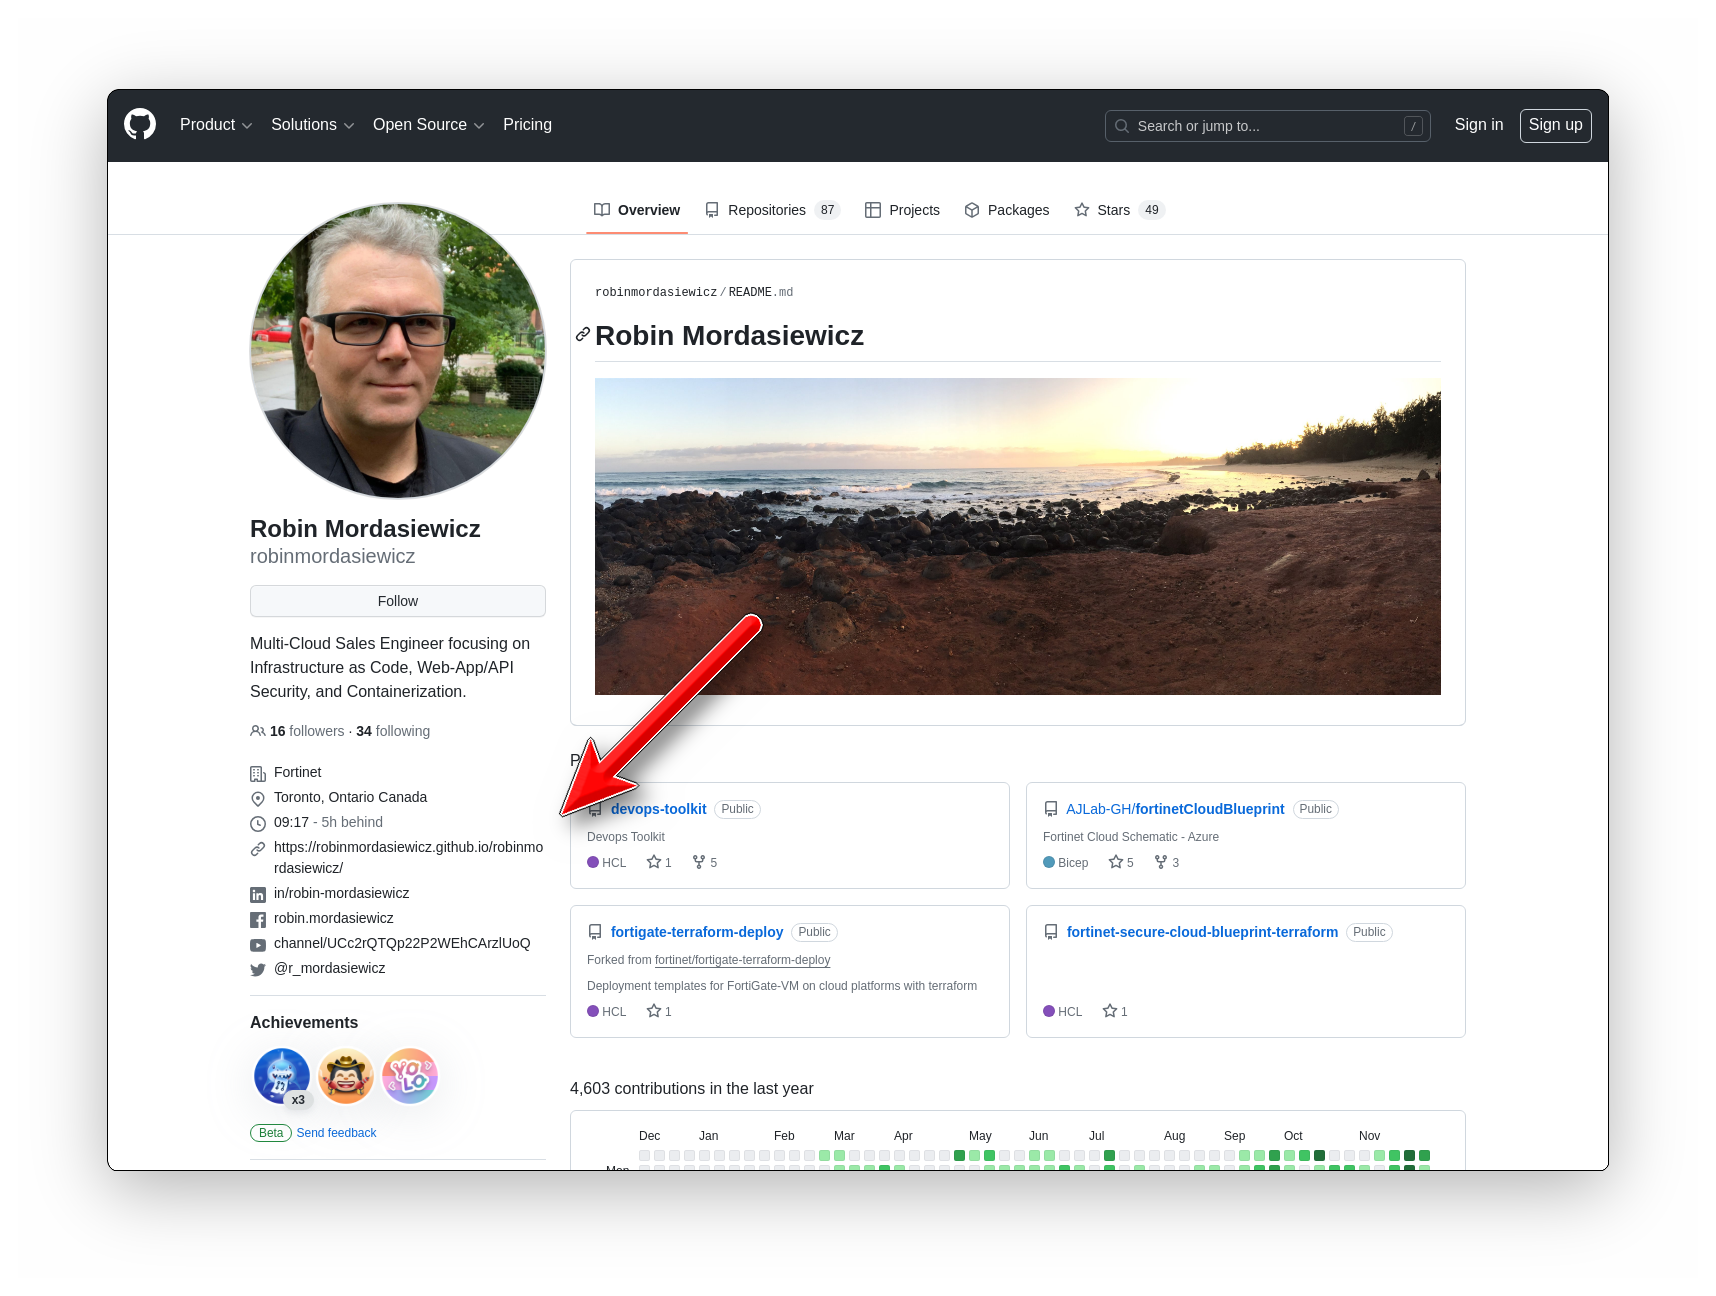 Product
Solutions
Open Source
Pricing
Search or jump to...
/
Sign in
Sign up
Overview
Repositories 87
Projects
Packages
Stars 49
Robin Mordasiewicz
robinmordasiewicz
Follow
Multi-Cloud Sales Engineer focusing on
Infrastructure as Code, Web-App/API
Security, and Containerization.
16 followers · 34 following
Fortinet
Toronto, Ontario Canada
09:17 - 5h behind
https://robinmordasiewicz.github.io/robinmo
rdasiewicz/
in/robin-mordasiewicz
robin.mordasiewicz
channel/UCc2rQTQp22P2WEhCArzlUoQ
@r_mordasiewicz
Achievements
x3
YOLO
Beta Send feedback
robinmordasiewicz/README.md
Robin Mordasiewicz
devops-toolkit Public
Devops Toolkit
HCL 1 5
AJLab-GH/fortinetCloudBlueprint Public
Fortinet Cloud Schematic - Azure
Bicep 5 3
fortigate-terraform-deploy Public
Forked from fortinet/fortigate-terraform-deploy
Deployment templates for FortiGate-VM on cloud platforms with terraform
HCL 1
fortinet-secure-cloud-blueprint-terraform Public
HCL 1
4,603 contributions in the last year
Dec Jan Feb Mar Apr May Jun Jul Aug Sep Oct Nov
Mon